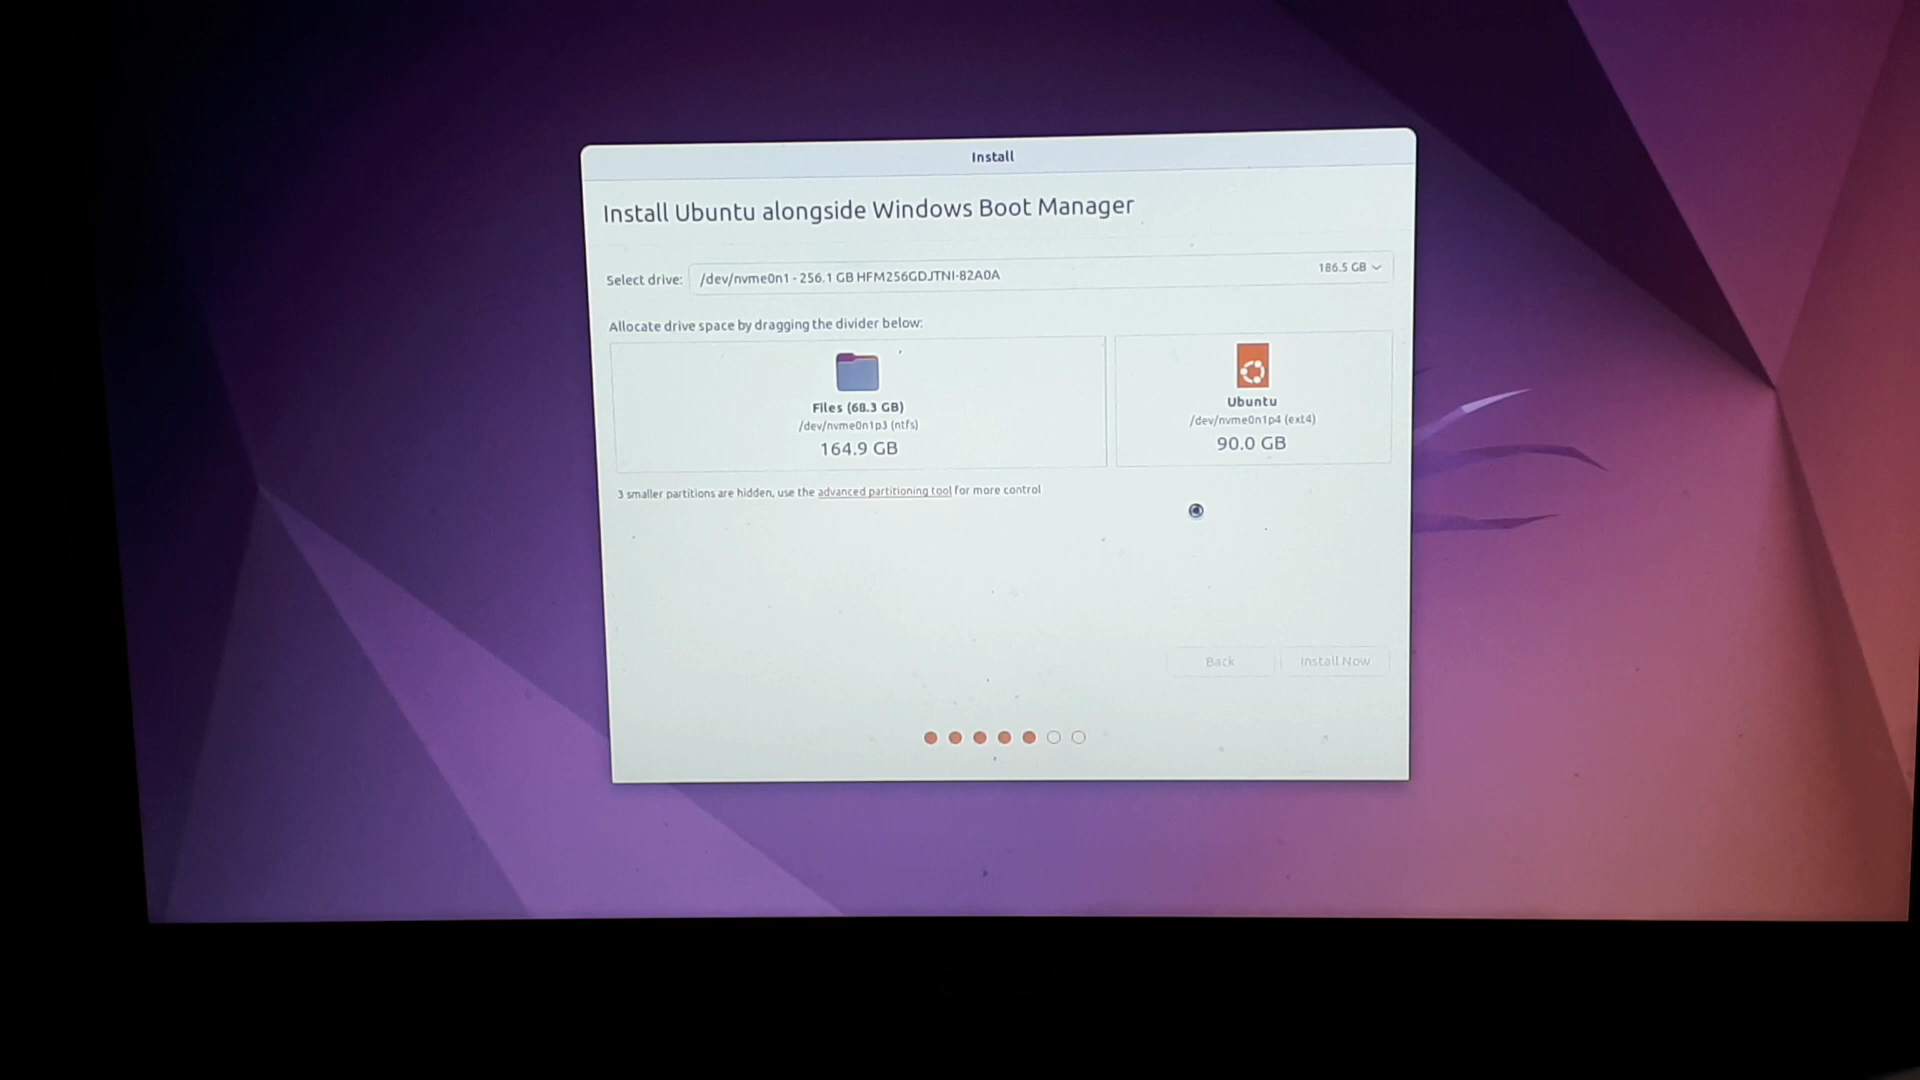 Install
Install Ubuntu alongside Windows Boot Manager
Select drive: /dev/nvme0n1 - 256.1 GB HFM256GDJTNI-82A0A 186.5 GB
Allocate drive space by dragging the divider below:
Files (68.3 GB)
/dev/nvme0n1p3 (ntfs)
164.9 GB
Ubuntu
/dev/nvme0n1p4 (ext4)
90.0 GB
3 smaller partitions are hidden, use the advanced partitioning tool for more control
Back
Install Now